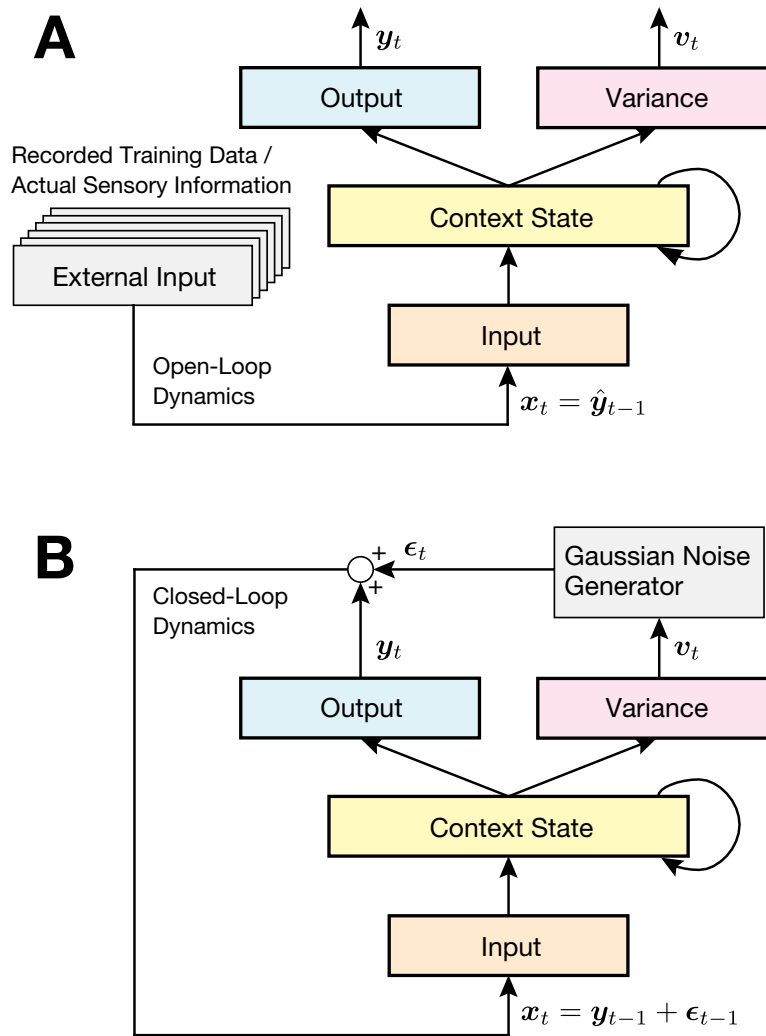 A
y_t
v_t
Output
Variance
Recorded Training Data /
Actual Sensory Information
Context State
External Input
Input
Open-Loop
Dynamics
x_t = ŷ_{t−1}
B
+
ϵ_t
Gaussian Noise
Generator
Closed-Loop
Dynamics
+
y_t
v_t
Output
Variance
Context State
Input
x_t = y_{t−1} + ϵ_{t−1}